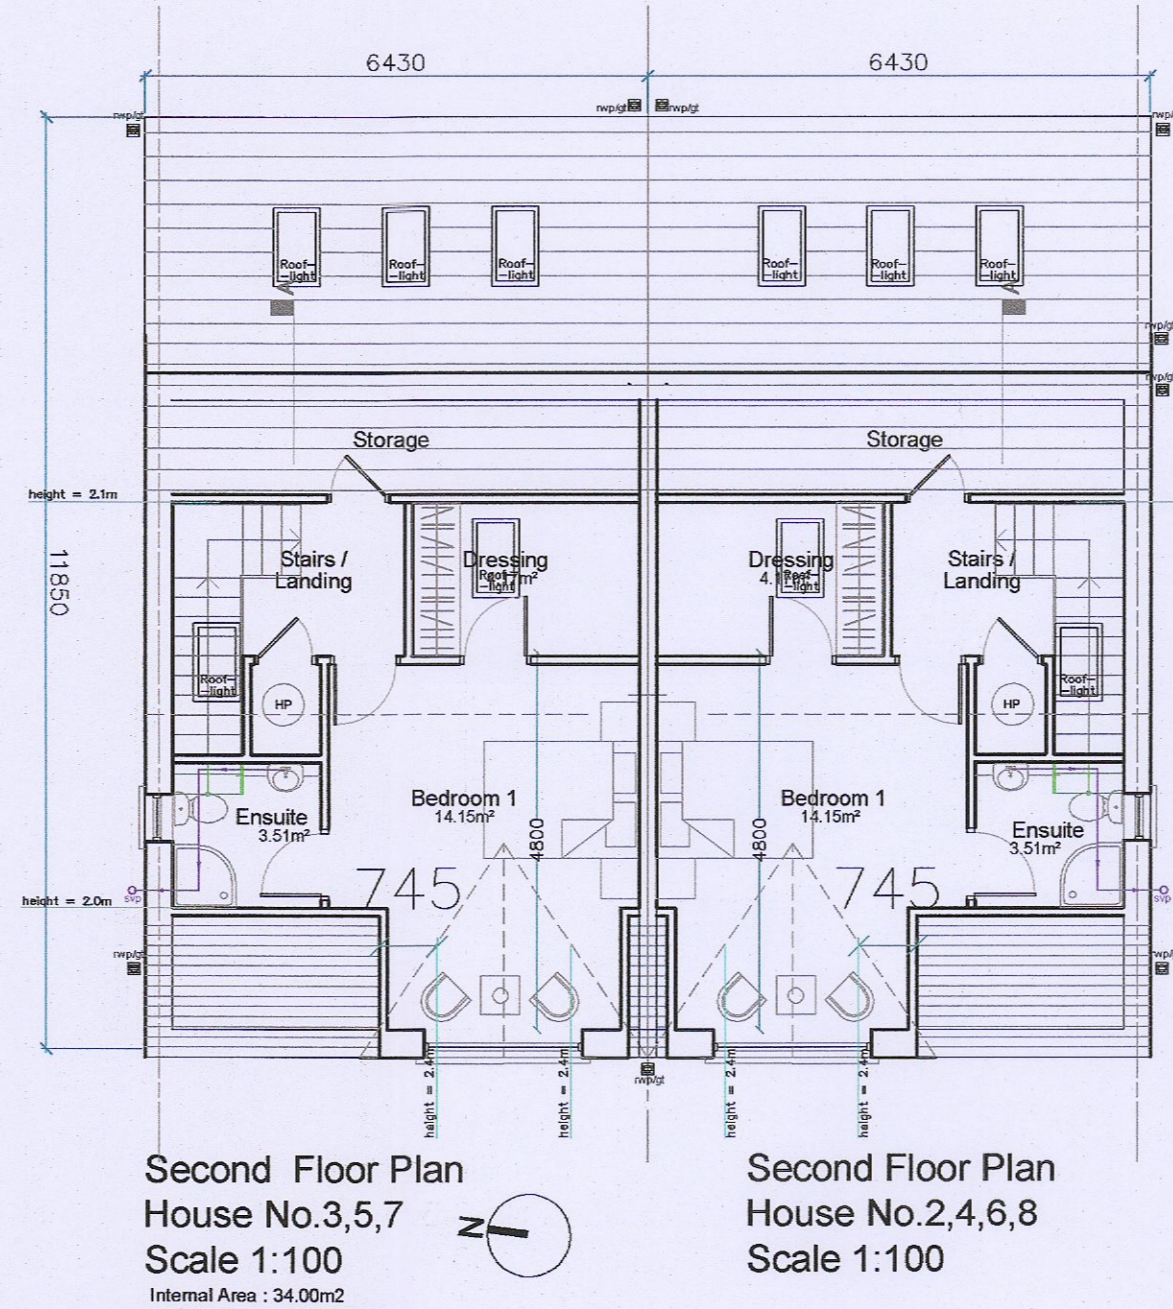 6430 6430
rwp/gt rwp/gt
rwp/gt rwp/
Roof- Roof- Roof- Roof- Roof- Roof-
-light -light -light -light -light -light
A A
rwp/gt
rwp/gt
Storage Storage
height = 2.1m
11850
Stairs / Dressing Dressing Stairs /
Landing Landing
Roof- Roof-
-light -light
Roof- Roof-
-light -light
HP HP
Bedroom 1 Bedroom 1
14.15m² 14.15m²
Ensuite Ensuite
3.51m² 3.51m²
4800 4800
745 745
height = 2.0m
svp svp
rwp/gt rwp/
height = 2.4m height = 2.4m height = 2.4m height = 2.4m
rwp/gt
Second Floor Plan Second Floor Plan
House No.3,5,7 House No.2,4,6,8
N
Scale 1:100 Scale 1:100
Internal Area : 34.00m2